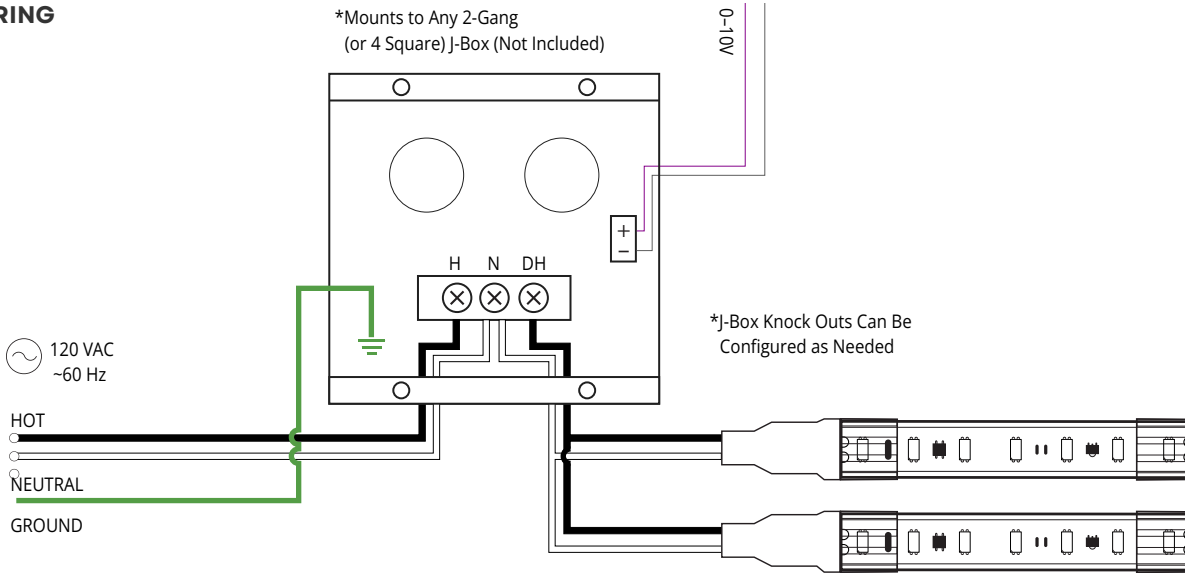 RING
*Mounts to Any 2-Gang
(or 4 Square) J-Box (Not Included)
0-10V
+
−
H N DH
*J-Box Knock Outs Can Be
Configured as Needed
120 VAC
~60 Hz
HOT
NEUTRAL
GROUND